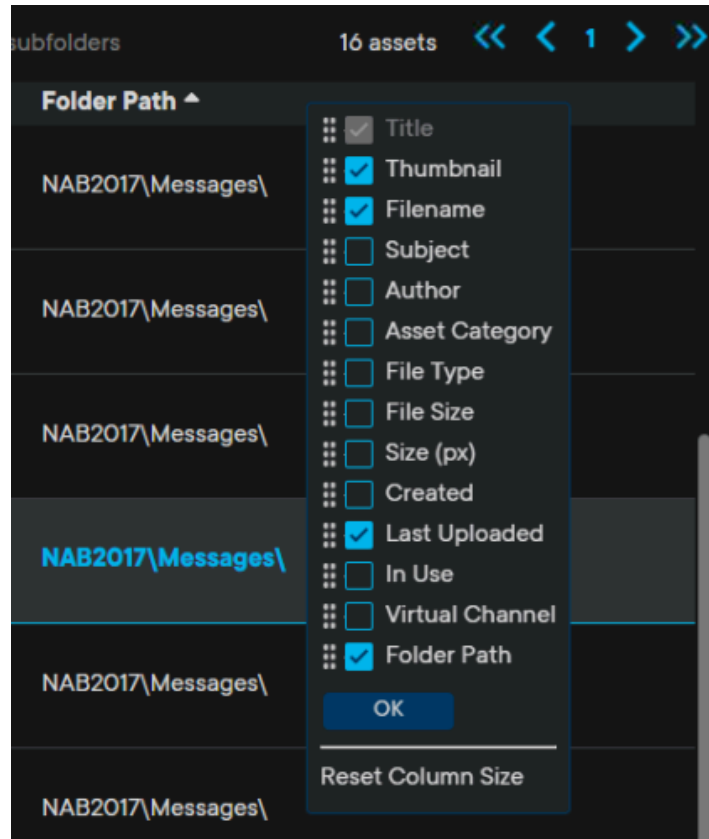 subfolders 16 assets 1
Folder Path
NAB2017\Messages\
NAB2017\Messages\
NAB2017\Messages\
NAB2017\Messages\
NAB2017\Messages\
NAB2017\Messages\
Title
Thumbnail
Filename
Subject
Author
Asset Category
File Type
File Size
Size (px)
Created
Last Uploaded
In Use
Virtual Channel
Folder Path
OK
Reset Column Size